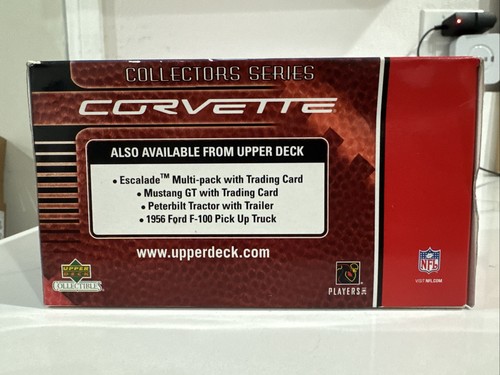 COLLECTORS SERIES
CORVETTE
ALSO AVAILABLE FROM UPPER DECK
• Escalade™ Multi-pack with Trading Card
• Mustang GT with Trading Card
• Peterbilt Tractor with Trailer
• 1956 Ford F-100 Pick Up Truck
www.upperdeck.com
UPPER
DECK
COLLECTIBLES
PLAYERS INC
NFL
VISIT NFL.COM